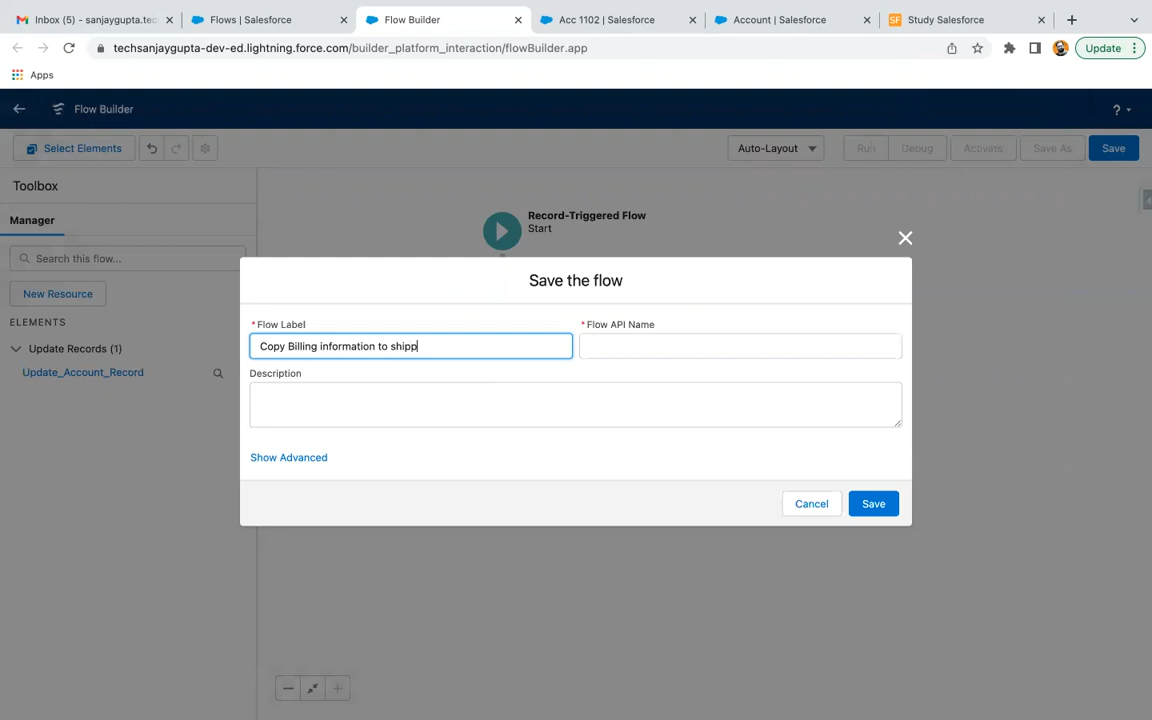 Inbox (5) - sanjaygupta.tec
Flows | Salesforce
Flow Builder
Acc 1102 | Salesforce
Account | Salesforce
SF Study Salesforce
techsanjaygupta-dev-ed.lightning.force.com/builder_platform_interaction/flowBuilder.app
Update
Apps
Flow Builder
?
Select Elements
Auto-Layout
Run
Debug
Activate
Save As
Save
Toolbox
Manager
Search this flow...
New Resource
ELEMENTS
Update Records (1)
Update_Account_Record
Record-Triggered Flow
Start
Save the flow
*Flow Label
*Flow API Name
Copy Billing information to shipp
Description
Show Advanced
Cancel
Save